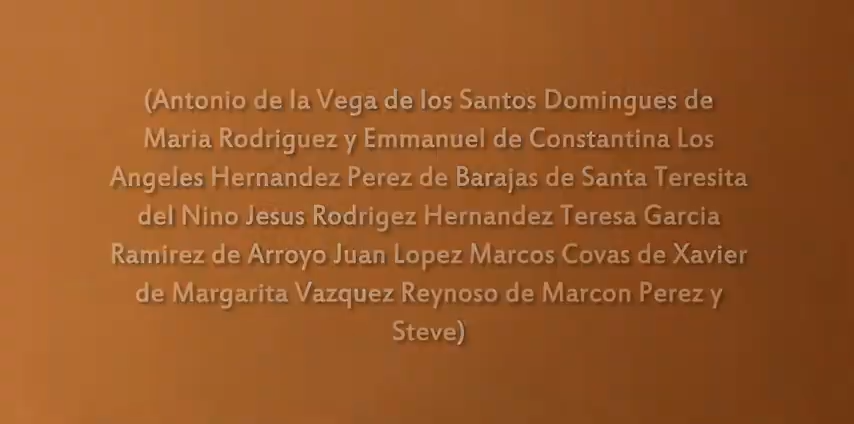 (Antonio de la Vega de los Santos Domingues de
Maria Rodriguez y Emmanuel de Constantina Los
Angeles Hernandez Perez de Barajas de Santa Teresita
del Nino Jesus Rodrigez Hernandez Teresa Garcia
Ramirez de Arroyo Juan Lopez Marcos Covas de Xavier
de Margarita Vazquez Reynoso de Marcon Perez y
Steve)